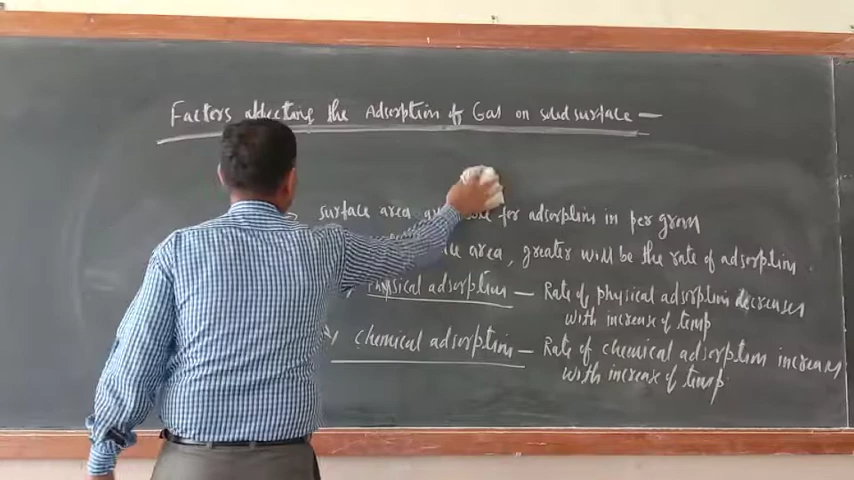 Factors affecting the Adsorption of Gas on solid surface —
surface area for adsorption in per gram
area, greater will be the rate of adsorption.
Physical adsorption — Rate of physical adsorption decreases
with increase of temp
Chemical adsorption — Rate of chemical adsorption increases
with increase of temp